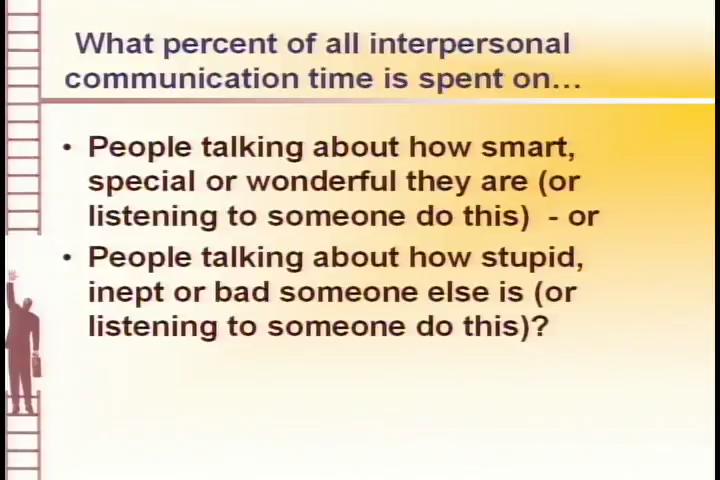 What percent of all interpersonal
communication time is spent on...
• People talking about how smart,
special or wonderful they are (or
listening to someone do this)  - or
• People talking about how stupid,
inept or bad someone else is (or
listening to someone do this)?